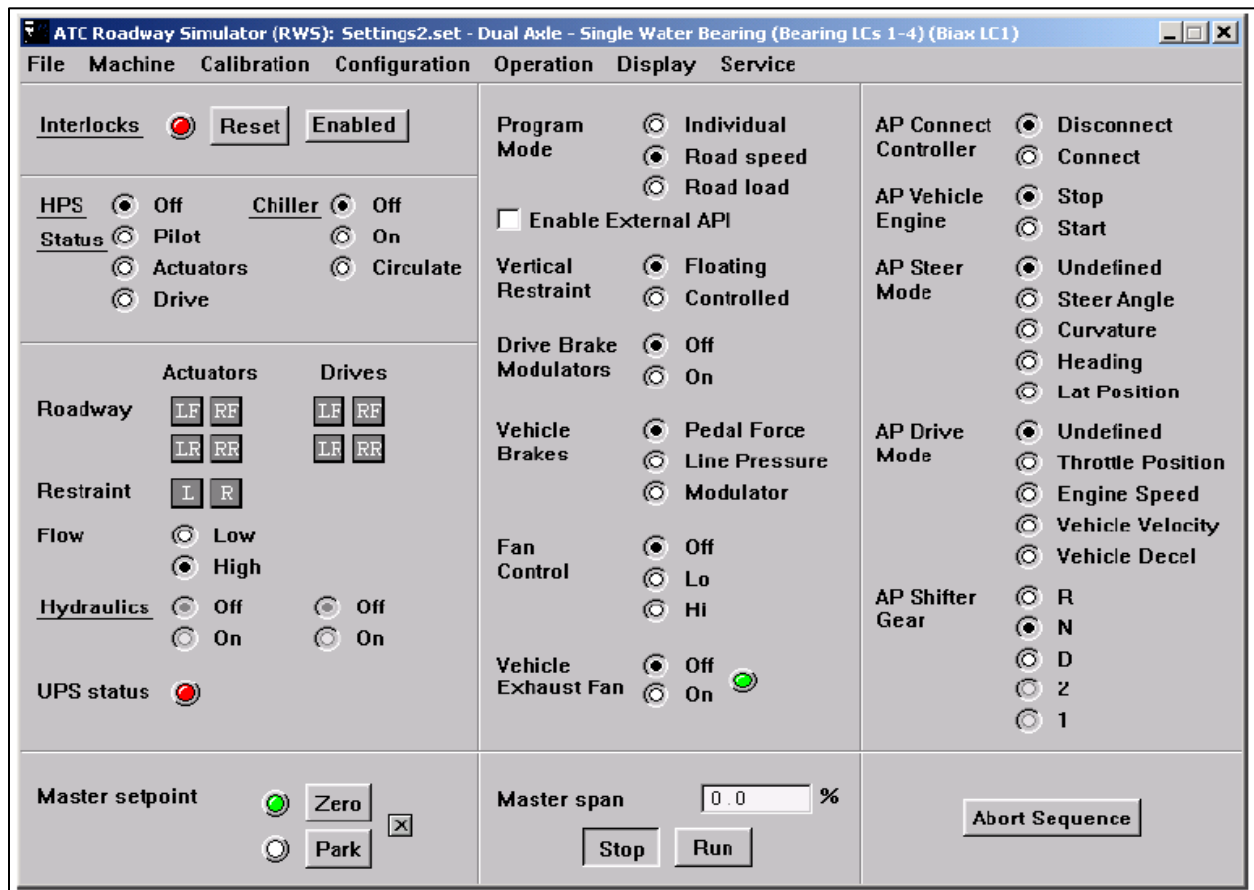 ATC Roadway Simulator (RWS): Settings2.set - Dual Axle - Single Water Bearing (Bearing LCs 1-4) (Biax LC1)
File Machine Calibration Configuration Operation Display Service
Interlocks Reset Enabled
HPS Off Chiller Off
Status Pilot On
Actuators Circulate
Drive
Actuators Drives
Roadway LF RF LF RF
LR RR LR RR
Restraint L R
Flow Low
High
Hydraulics Off Off
On On
UPS status
Master setpoint Zero
Park
X
Program Individual
Mode Road speed
Road load
Enable External API
Vertical Floating
Restraint Controlled
Drive Brake Off
Modulators On
Vehicle Pedal Force
Brakes Line Pressure
Modulator
Fan Off
Control Lo
Hi
Vehicle Off
Exhaust Fan On
Master span 0.0 %
Stop Run
AP Connect Disconnect
Controller Connect
AP Vehicle Stop
Engine Start
AP Steer Undefined
Mode Steer Angle
Curvature
Heading
Lat Position
AP Drive Undefined
Mode Throttle Position
Engine Speed
Vehicle Velocity
Vehicle Decel
AP Shifter R
Gear N
D
2
1
Abort Sequence